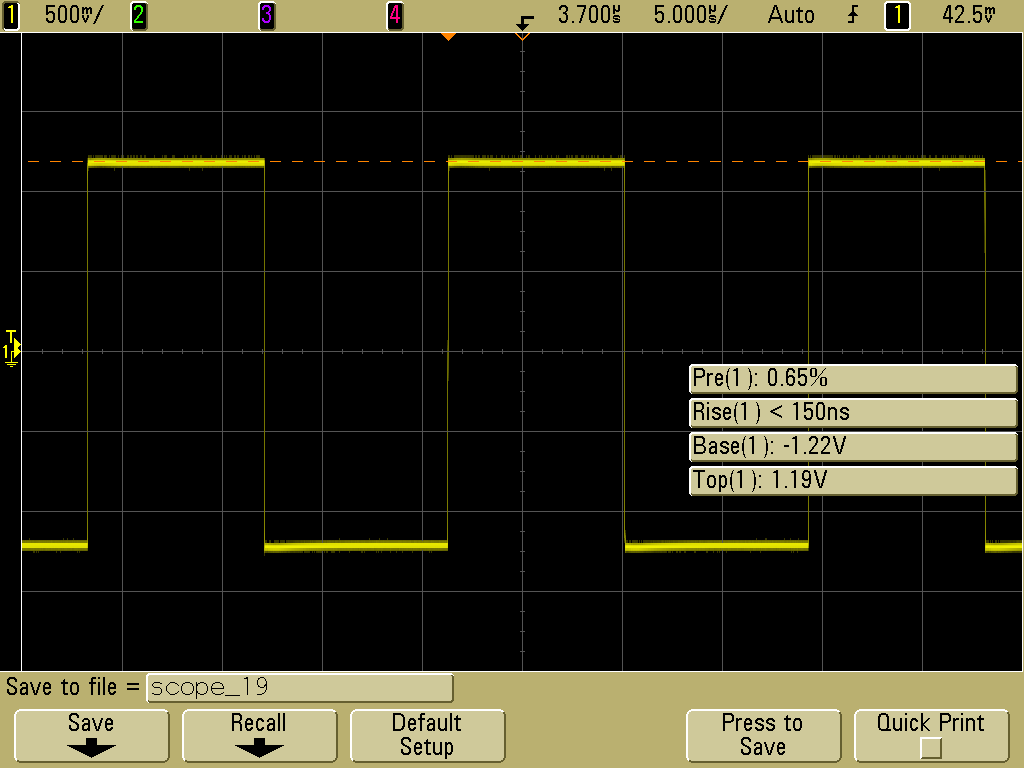 1 500mV/ 2 3 4 3.700µs 5.000µs/ Auto 1 42.5mV
T
1
Pre(1): 0.65%
Rise(1) < 150ns
Base(1): -1.22V
Top(1): 1.19V
Save to file = scope_19
Save Recall Default Setup Press to Save Quick Print